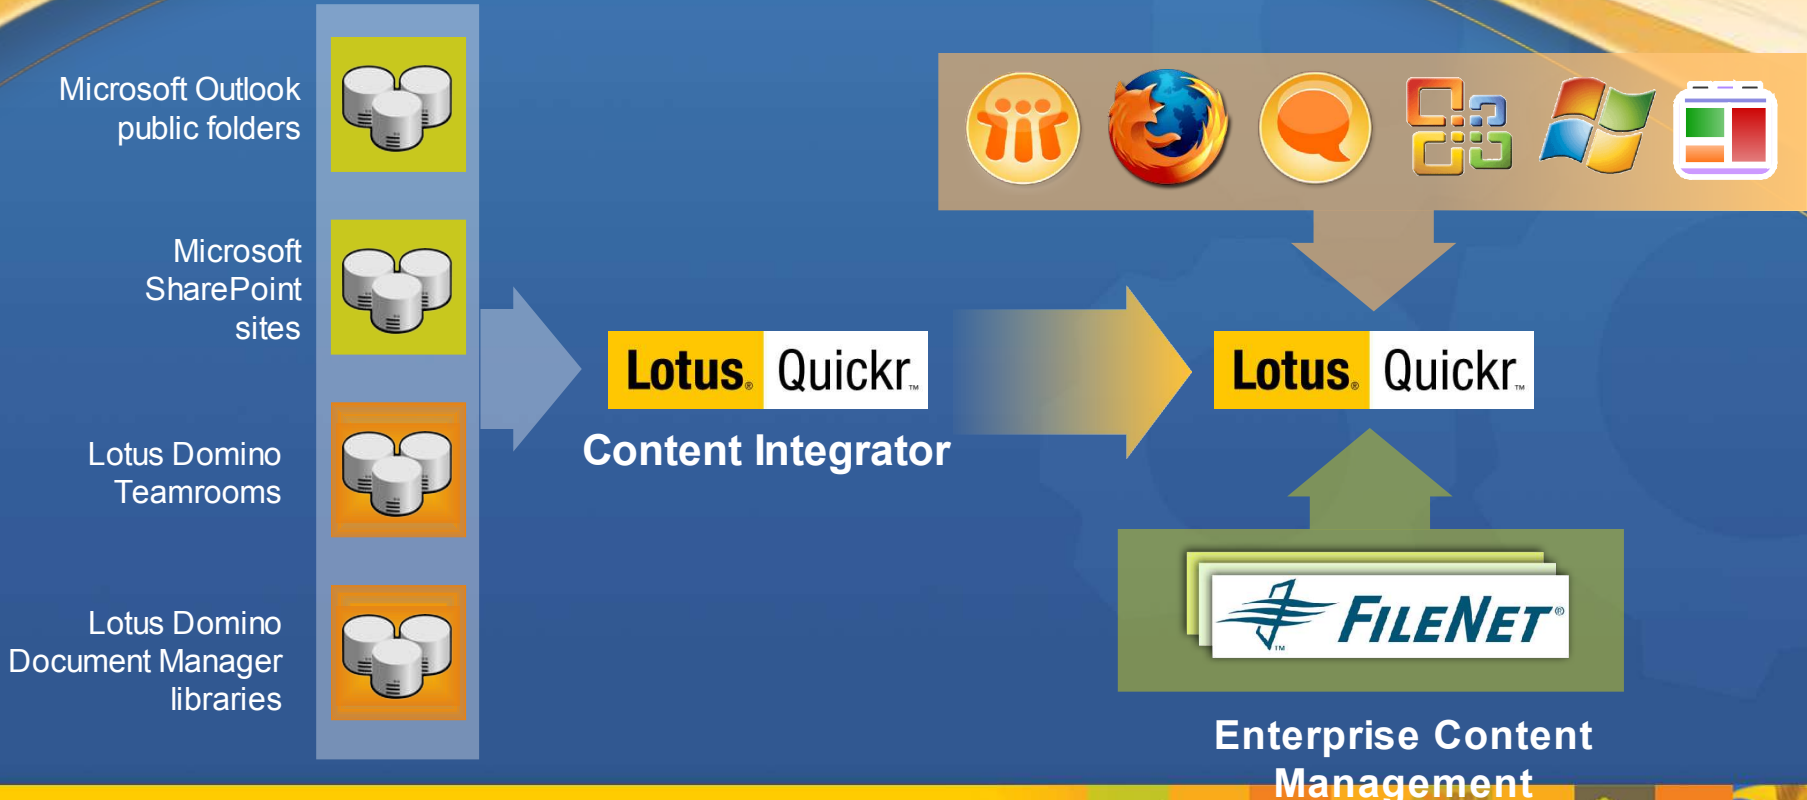 Microsoft Outlook
public folders
Microsoft
SharePoint
sites
Lotus Domino
Teamrooms
Lotus Domino
Document Manager
libraries
Lotus® Quickr™
Content Integrator
Lotus® Quickr™
FILENET®
™
Enterprise Content
Management